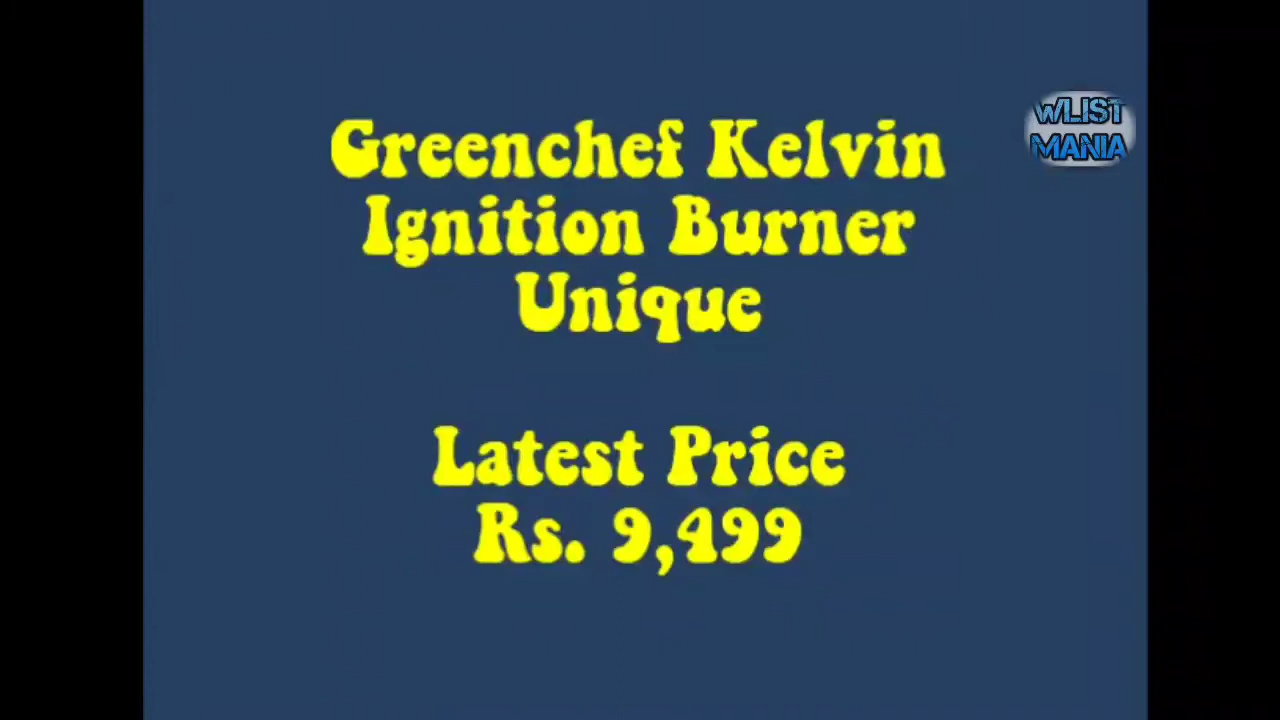 WLIST
MANIA
Greenchef Kelvin
Ignition Burner
Unique
Latest Price
Rs. 9,499